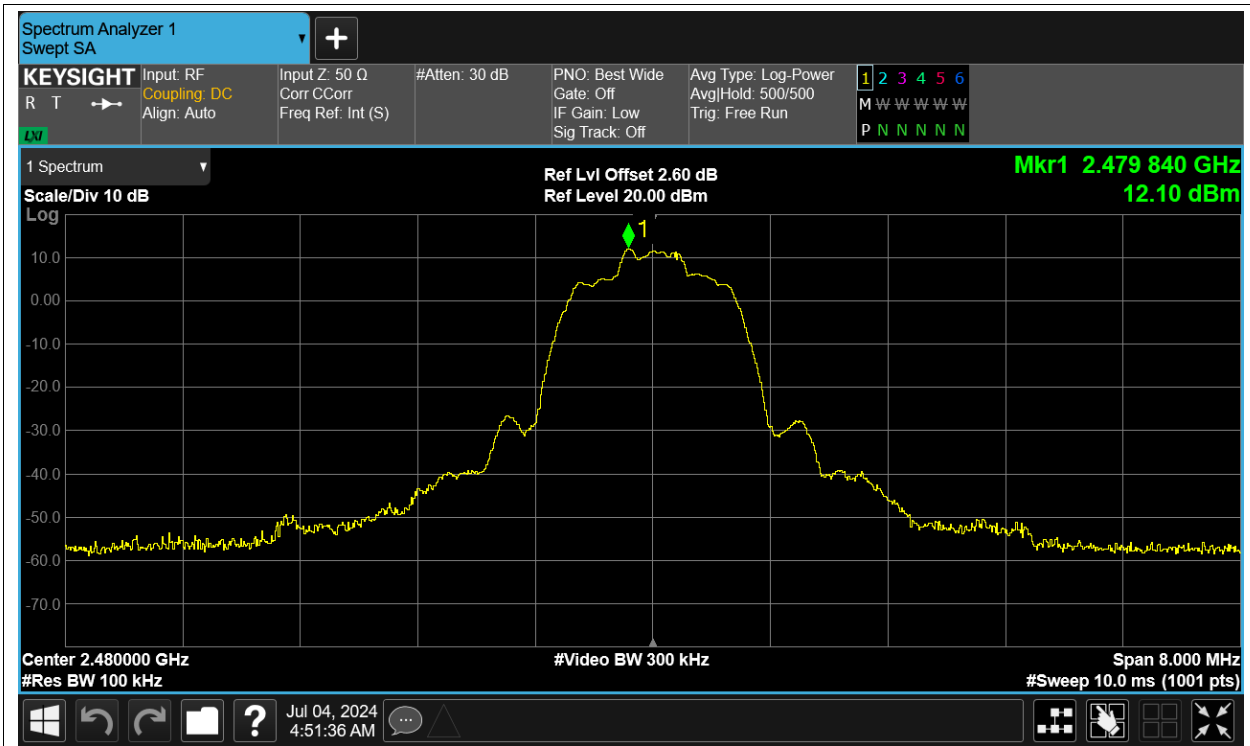 Spectrum Analyzer 1
Swept SA
KEYSIGHT
R T
LXI
Input: RF
Coupling: DC
Align: Auto
Input Z: 50 Ω
Corr CCorr
Freq Ref: Int (S)
#Atten: 30 dB
PNO: Best Wide
Gate: Off
IF Gain: Low
Sig Track: Off
Avg Type: Log-Power
Avg|Hold: 500/500
Trig: Free Run
1 2 3 4 5 6
M W W W W W
P N N N N N
1 Spectrum
Scale/Div 10 dB
Log
Ref Lvl Offset 2.60 dB
Ref Level 20.00 dBm
Mkr1 2.479 840 GHz
12.10 dBm
1
10.0
0.00
-10.0
-20.0
-30.0
-40.0
-50.0
-60.0
-70.0
Center 2.480000 GHz
#Video BW 300 kHz
Span 8.000 MHz
#Res BW 100 kHz
#Sweep 10.0 ms (1001 pts)
?
Jul 04, 2024
4:51:36 AM